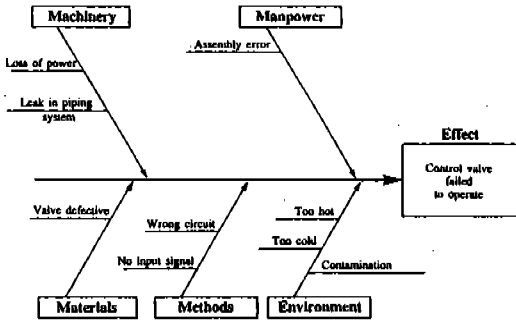 Machinery
Manpower
Assembly error
Loss of power
Leak in piping
system
Effect
Control valve
failed
to operate
Valve defective
Wrong circuit
No input signal
Too hot
Too cold
Contamination
Materials
Methods
Environment